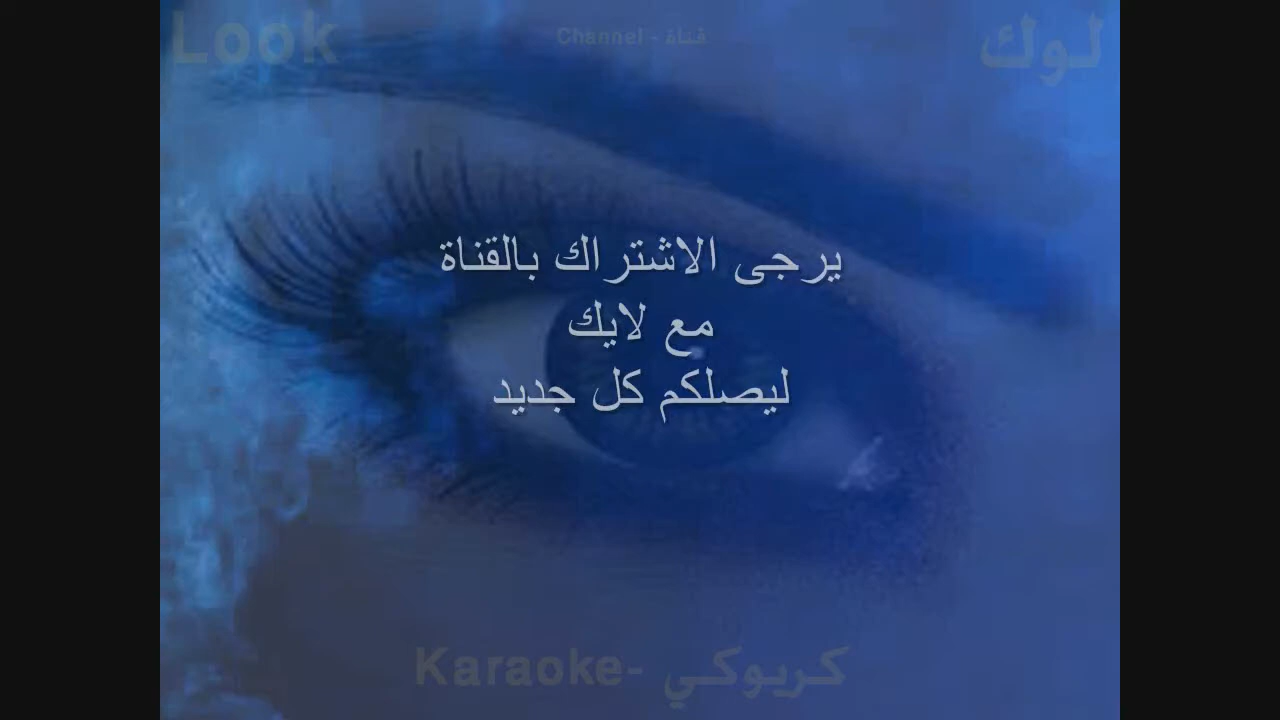 Look
Channel - قناة
لوك
يرجى الاشتراك بالقناة
مع لايك
ليصلكم كل جديد
Karaoke- كريوكي